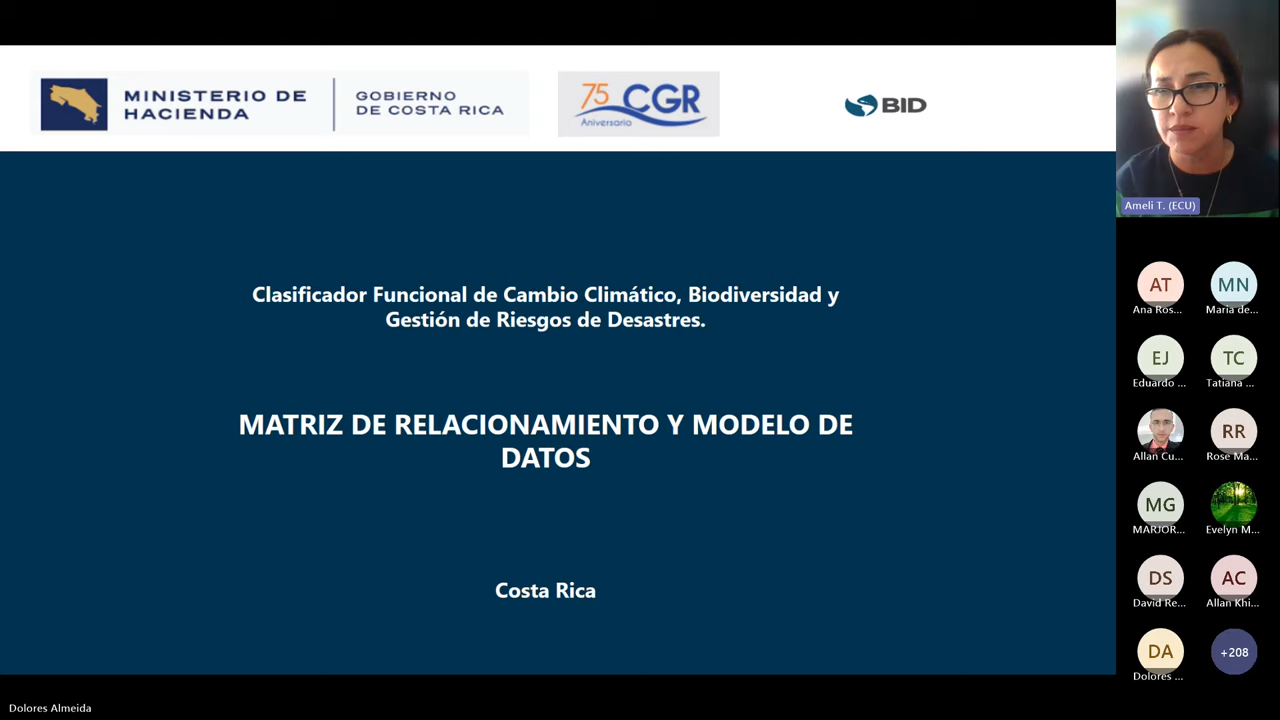 MINISTERIO DE
HACIENDA
GOBIERNO
DE COSTA RICA
75
Aniversario
CGR
BID
Clasificador Funcional de Cambio Climático, Biodiversidad y
Gestión de Riesgos de Desastres.
MATRIZ DE RELACIONAMIENTO Y MODELO DE
DATOS
Costa Rica
Dolores Almeida
Ameli T. (ECU)
AT
Ana Ros...
MN
Maria de...
EJ
Eduardo ...
TC
Tatiana ...
Allan Cu...
RR
Rose Ma...
MG
MARJOR...
Evelyn M...
DS
David Re...
AC
Allan Khi...
DA
Dolores ...
+208